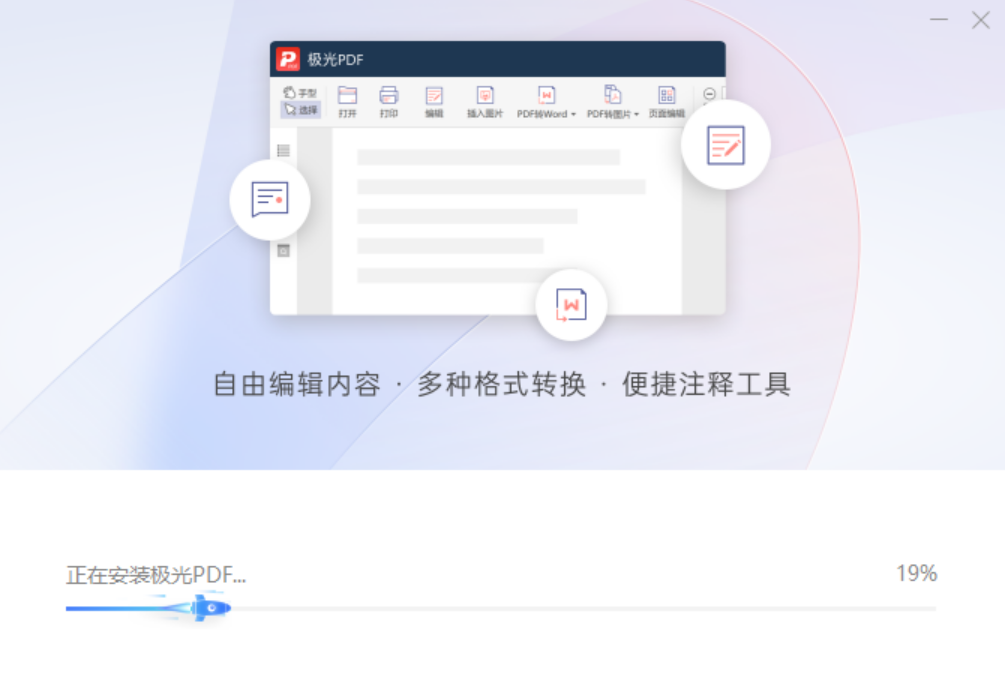 极光PDF
手型
选择
打开
打印
编辑
插入图片
PDF转Word
PDF转图片
页面编辑
自由编辑内容 · 多种格式转换 · 便捷注释工具
正在安装极光PDF...
19%